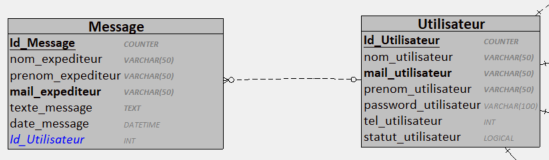 Message
Id_Message COUNTER
nom_expediteur VARCHAR(50)
prenom_expediteur VARCHAR(50)
mail_expediteur VARCHAR(50)
texte_message TEXT
date_message DATETIME
Id_Utilisateur INT
Utilisateur
Id_Utilisateur COUNTER
nom_utilisateur VARCHAR(50)
mail_utilisateur VARCHAR(50)
prenom_utilisateur VARCHAR(50)
password_utilisateur VARCHAR(100)
tel_utilisateur INT
statut_utilisateur LOGICAL